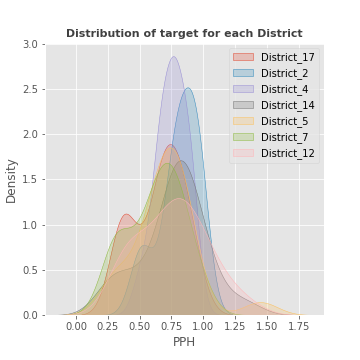 Distribution of target for each District
District_17
District_2
District_4
District_14
District_5
District_7
District_12
3.0
2.5
2.0
1.5
1.0
0.5
0.0
Density
0.00 0.25 0.50 0.75 1.00 1.25 1.50 1.75
PPH